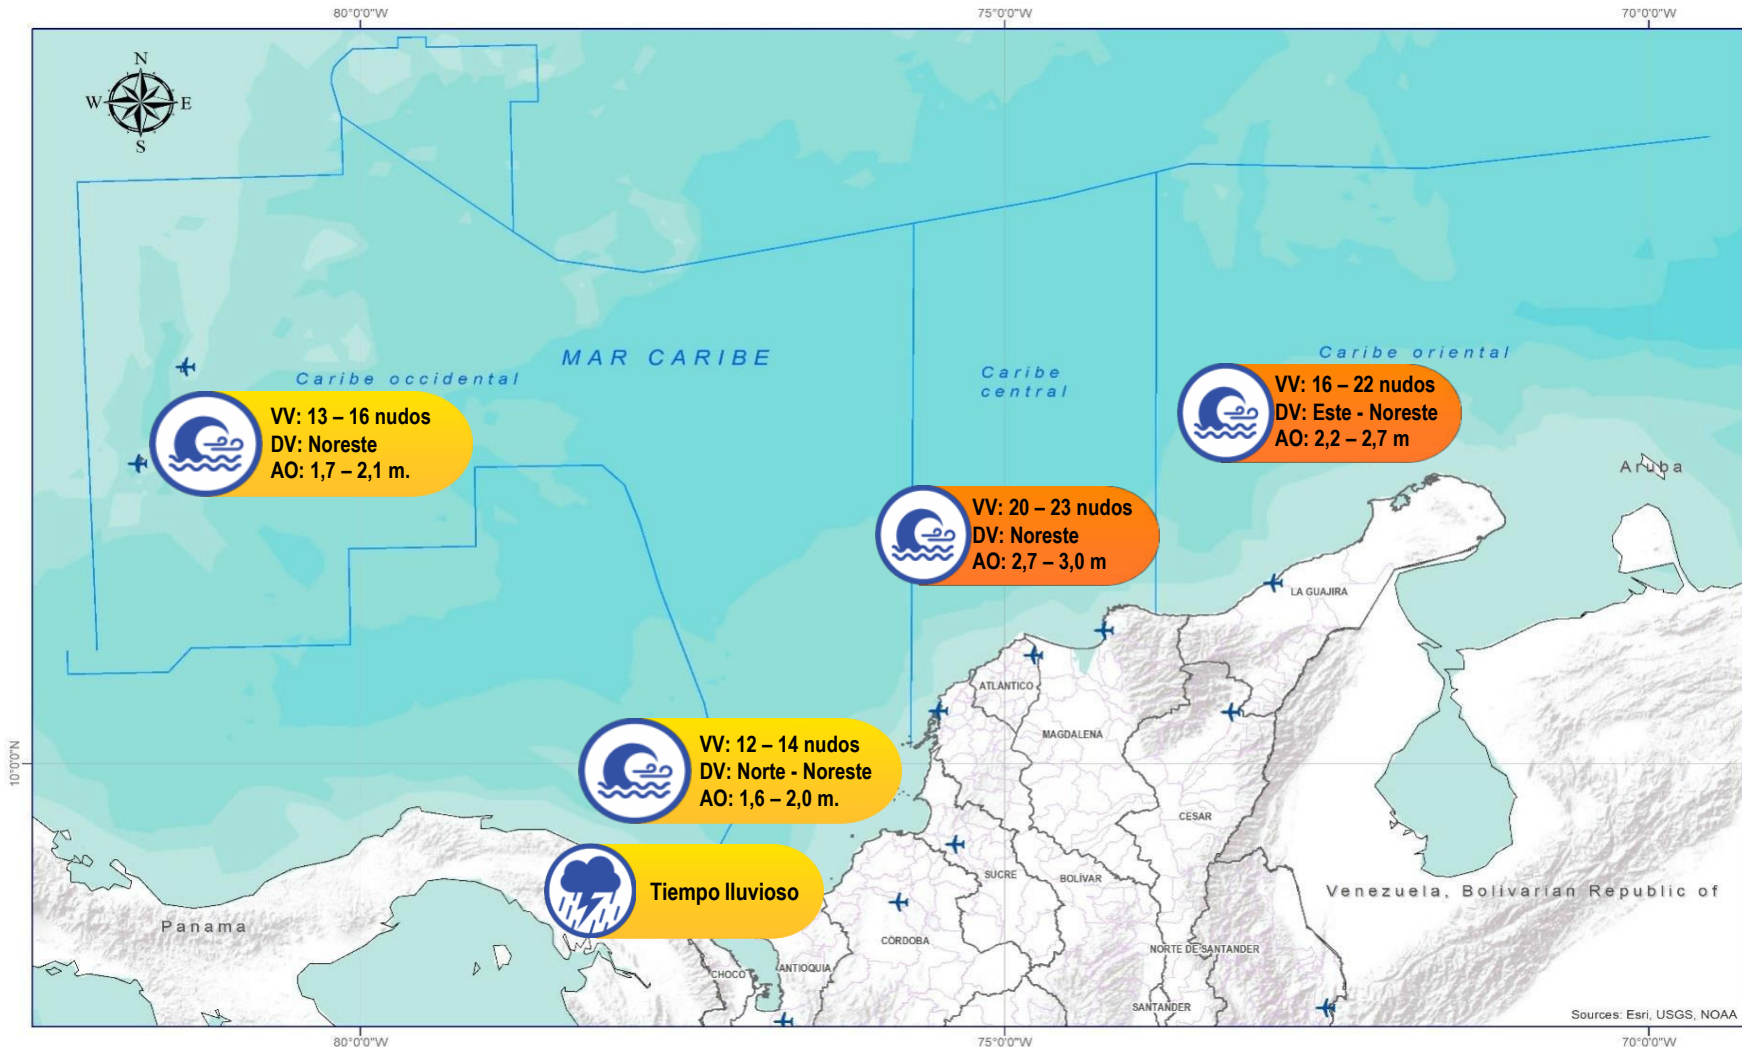 80°0'0"W
75°0'0"W
70°0'0"W
N
W
E
S
MAR CARIBE
Caribe occidental
Caribe
central
Caribe oriental
VV: 16 – 22 nudos
DV: Este - Noreste
AO: 2,2 – 2,7 m
VV: 13 – 16 nudos
DV: Noreste
AO: 1,7 – 2,1 m.
Aruba
VV: 20 – 23 nudos
DV: Noreste
AO: 2,7 – 3,0 m
LA GUAJIRA
ATLÁNTICO
MAGDALENA
10°0'0"N
VV: 12 – 14 nudos
DV: Norte - Noreste
AO: 1,6 – 2,0 m.
CESAR
SUCRE
BOLÍVAR
Tiempo lluvioso
Venezuela, Bolivarian Republic of
Panama
CÓRDOBA
NORTE DE SANTANDER
CHOCO
ANTIOQUIA
SANTANDER
Sources: Esri, USGS, NOAA
80°0'0"W
75°0'0"W
70°0'0"W